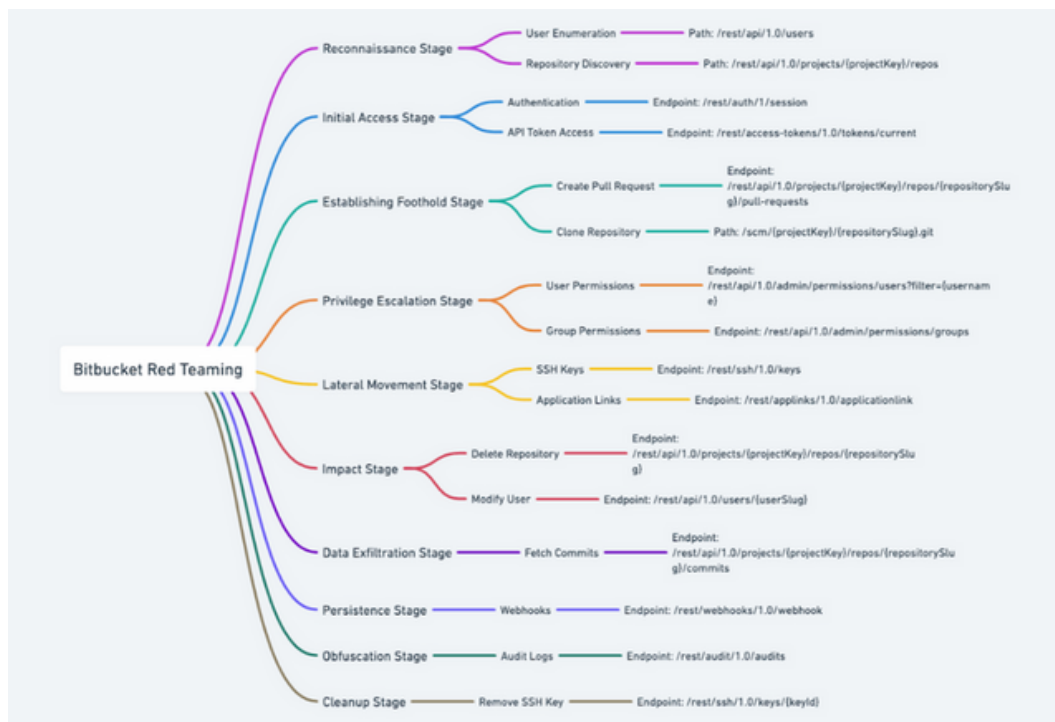 Bitbucket Red Teaming
Reconnaissance Stage
User Enumeration
Path: /rest/api/1.0/users
Repository Discovery
Path: /rest/api/1.0/projects/{projectKey}/repos
Initial Access Stage
Authentication
Endpoint: /rest/auth/1/session
API Token Access
Endpoint: /rest/access-tokens/1.0/tokens/current
Establishing Foothold Stage
Create Pull Request
Endpoint:
/rest/api/1.0/projects/{projectKey}/repos/{repositorySlu
g}/pull-requests
Clone Repository
Path: /scm/{projectKey}/{repositorySlug}.git
Privilege Escalation Stage
User Permissions
Endpoint:
/rest/api/1.0/admin/permissions/users?filter={usernam
e}
Group Permissions
Endpoint: /rest/api/1.0/admin/permissions/groups
Lateral Movement Stage
SSH Keys
Endpoint: /rest/ssh/1.0/keys
Application Links
Endpoint: /rest/applinks/1.0/applicationlink
Impact Stage
Delete Repository
Endpoint:
/rest/api/1.0/projects/{projectKey}/repos/{repositorySlu
g}
Modify User
Endpoint: /rest/api/1.0/users/{userSlug}
Data Exfiltration Stage
Fetch Commits
Endpoint:
/rest/api/1.0/projects/{projectKey}/repos/{repositorySlu
g}/commits
Persistence Stage
Webhooks
Endpoint: /rest/webhooks/1.0/webhook
Obfuscation Stage
Audit Logs
Endpoint: /rest/audit/1.0/audits
Cleanup Stage
Remove SSH Key
Endpoint: /rest/ssh/1.0/keys/{keyId}